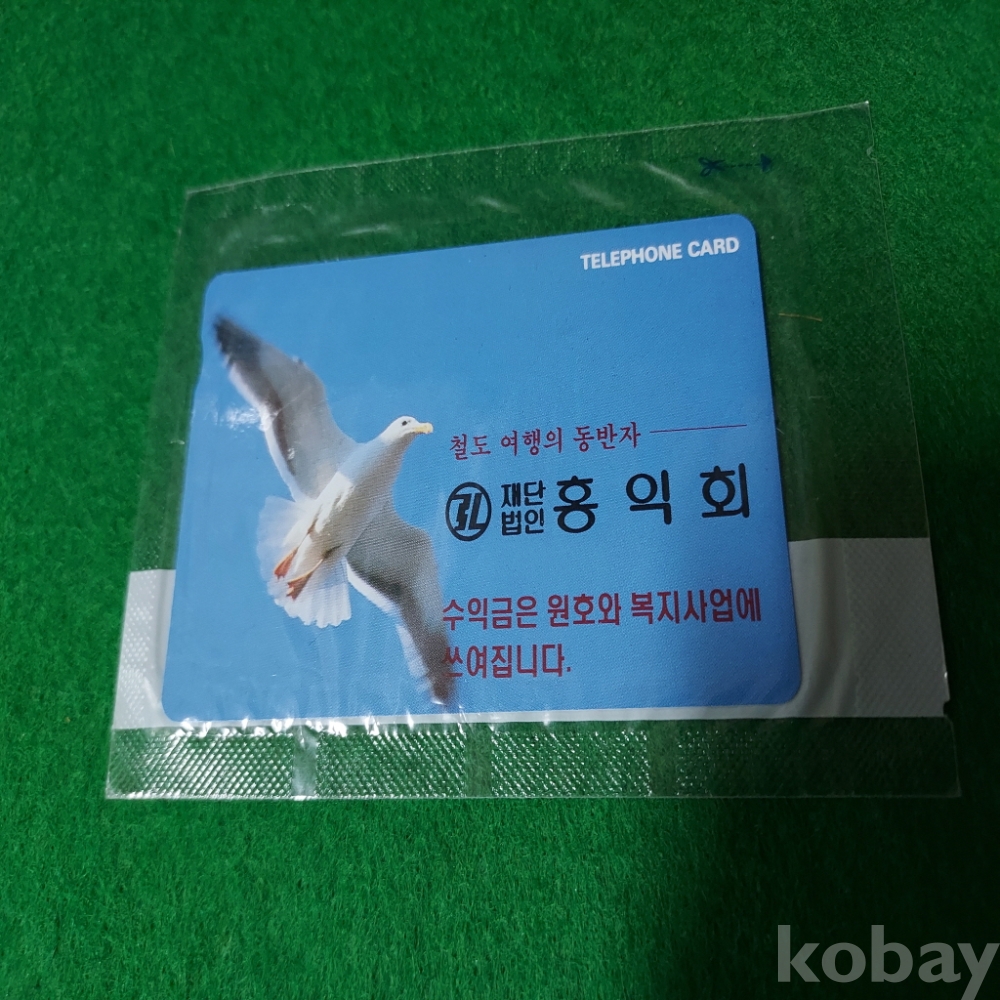 TELEPHONE CARD
철도 여행의 동반자
재단법인 홍익회
수익금은 원호와 복지사업에
쓰여집니다.
kobay